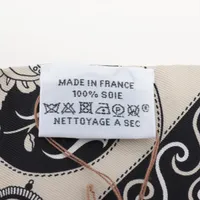 MADE IN FRANCE
100% SOIE
NETTOYAGE A SEC